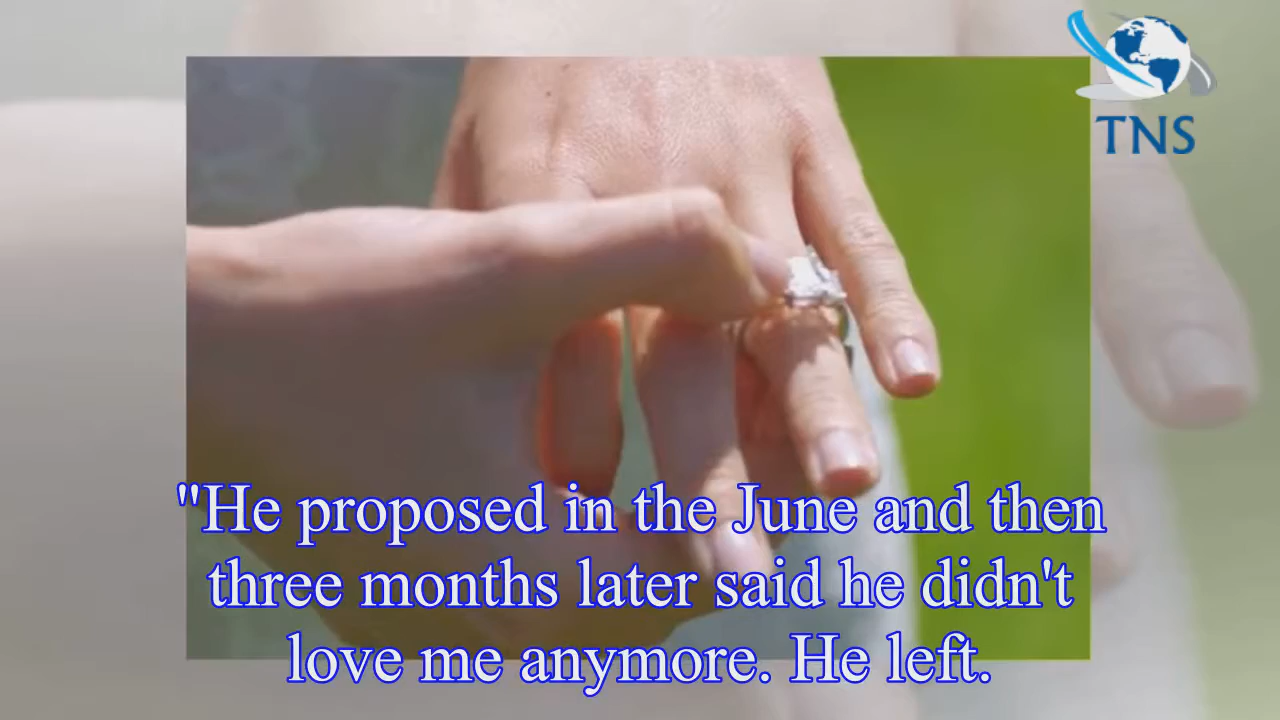 TNS
"He proposed in the June and then
three months later said he didn't
love me anymore. He left.